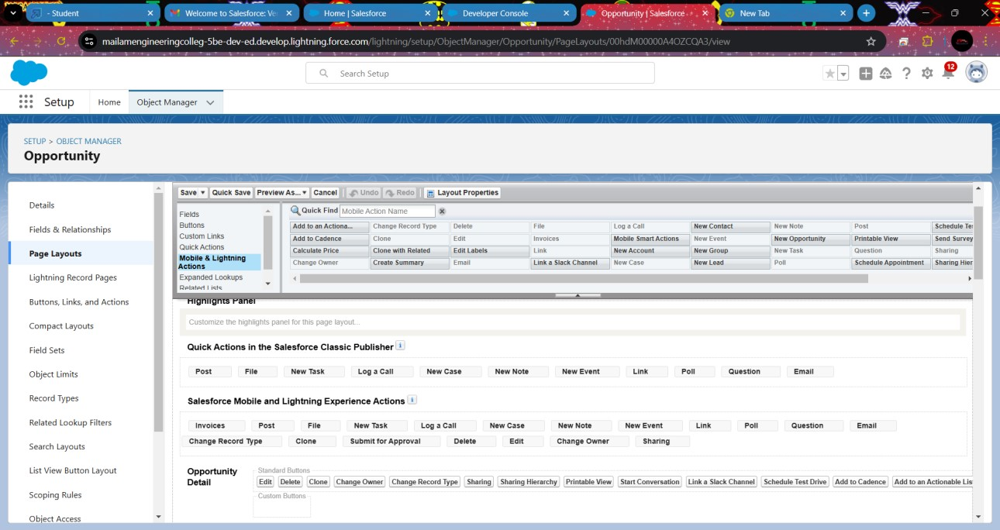 - Student
Welcome to Salesforce: Ve
Home | Salesforce
Developer Console
Opportunity | Salesforce
New Tab
mailamengineeringcolleg-5be-dev-ed.develop.lightning.force.com/lightning/setup/ObjectManager/Opportunity/PageLayouts/00hdM00000A4OZCQA3/view
Search Setup
12
Setup
Home
Object Manager
SETUP > OBJECT MANAGER
Opportunity
Details
Fields & Relationships
Page Layouts
Lightning Record Pages
Buttons, Links, and Actions
Compact Layouts
Field Sets
Object Limits
Record Types
Related Lookup Filters
Search Layouts
List View Button Layout
Scoping Rules
Object Access
Save Quick Save Preview As... Cancel Undo Redo Layout Properties
Fields
Buttons
Custom Links
Quick Actions
Mobile & Lightning
Actions
Expanded Lookups
Related Lists
Quick Find Mobile Action Name
Add to an Actiona... Change Record Type Delete File Log a Call New Contact New Note Post Schedule Te
Add to Cadence Clone Edit Invoices Mobile Smart Actions New Event New Opportunity Printable View Send Survey
Calculate Price Clone with Related Edit Labels Link New Account New Group New Task Question Sharing
Change Owner Create Summary Email Link a Slack Channel New Case New Lead Poll Schedule Appointment Sharing Hier
Highlights Panel
Customize the highlights panel for this page layout...
Quick Actions in the Salesforce Classic Publisher i
Post File New Task Log a Call New Case New Note New Event Link Poll Question Email
Salesforce Mobile and Lightning Experience Actions i
Invoices Post File New Task Log a Call New Case New Note New Event Link Poll Question Email
Change Record Type Clone Submit for Approval Delete Edit Change Owner Sharing
Opportunity
Detail
Standard Buttons
Edit Delete Clone Change Owner Change Record Type Sharing Sharing Hierarchy Printable View Start Conversation Link a Slack Channel Schedule Test Drive Add to Cadence Add to an Actionable Lis
Custom Buttons